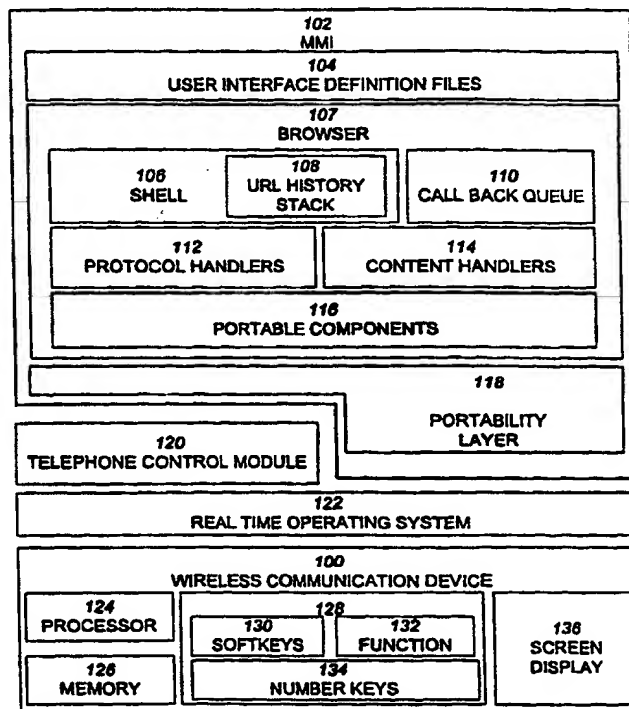 102
MMI
104
USER INTERFACE DEFINITION FILES
107
BROWSER
106
SHELL
108
URL HISTORY
STACK
110
CALL BACK QUEUE
112
PROTOCOL HANDLERS
114
CONTENT HANDLERS
116
PORTABLE COMPONENTS
118
PORTABILITY
LAYER
120
TELEPHONE CONTROL MODULE
122
REAL TIME OPERATING SYSTEM
100
WIRELESS COMMUNICATION DEVICE
124
PROCESSOR
126
MEMORY
128
130
SOFTKEYS
132
FUNCTION
134
NUMBER KEYS
136
SCREEN
DISPLAY